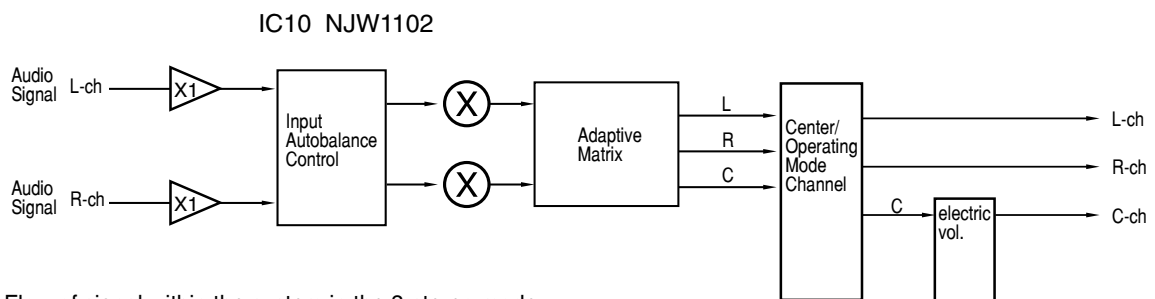 IC10 NJW1102
Audio
Signal
L-ch
X1
Input
Autobalance
Control
X
Adaptive
Matrix
L
R
C
Center/
Operating
Mode
Channel
L-ch
R-ch
Audio
Signal
R-ch
X1
X
C
electric
vol.
C-ch